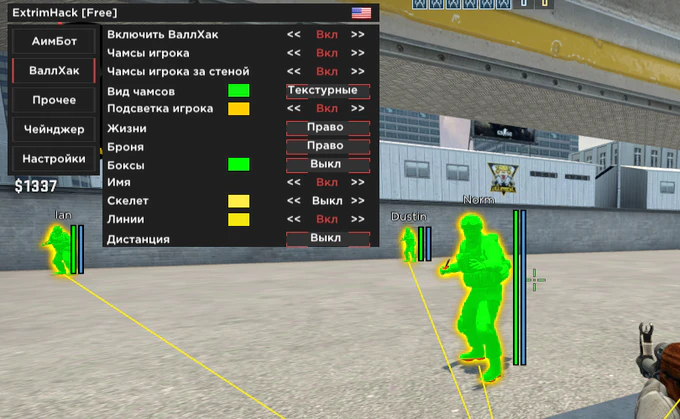 ExtrimHack [Free]
АимБот
ВаллХак
Прочее
Чейнджер
Настройки
Включить ВаллХак << Вкл >>
Чамсы игрока << Вкл >>
Чамсы игрока за стеной << Вкл >>
Вид чамсов Текстурные
Подсветка игрока << Вкл >>
Жизни Право
Броня Право
Боксы Выкл
Имя << Вкл >>
Скелет << Выкл >>
Линии << Вкл >>
Дистанция Выкл
$1337
Ian
Dustin
Norm